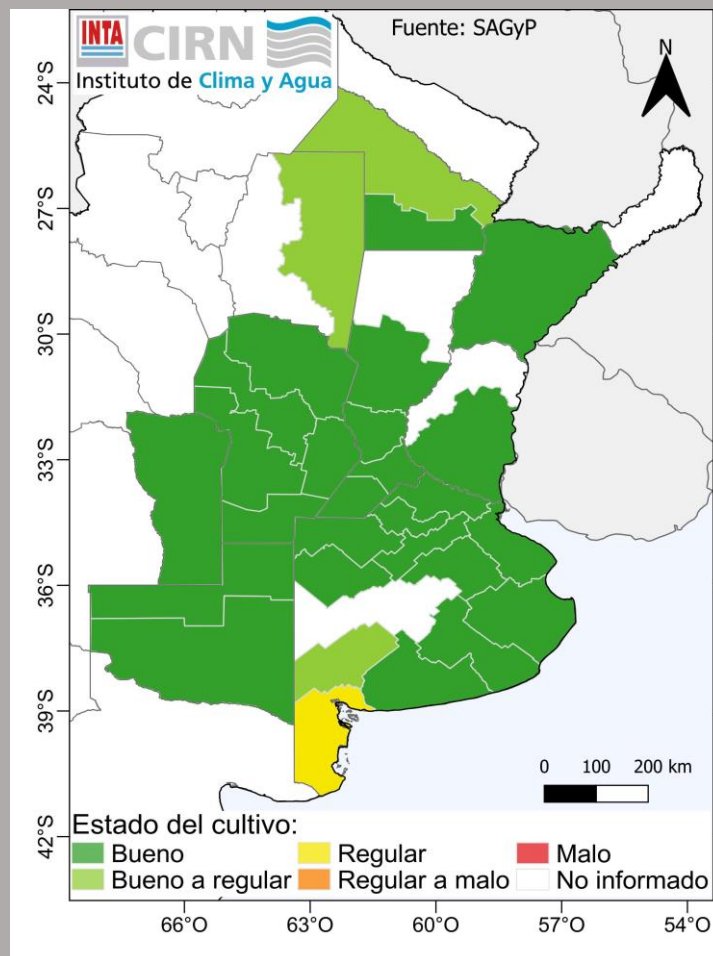 INTA CIRN
Instituto de Clima y Agua
Fuente: SAGyP
N
24°S
27°S
30°S
33°S
36°S
39°S
42°S
0 100 200 km
Estado del cultivo:
Bueno Regular Malo
Bueno a regular Regular a malo No informado
66°O 63°O 60°O 57°O 54°O